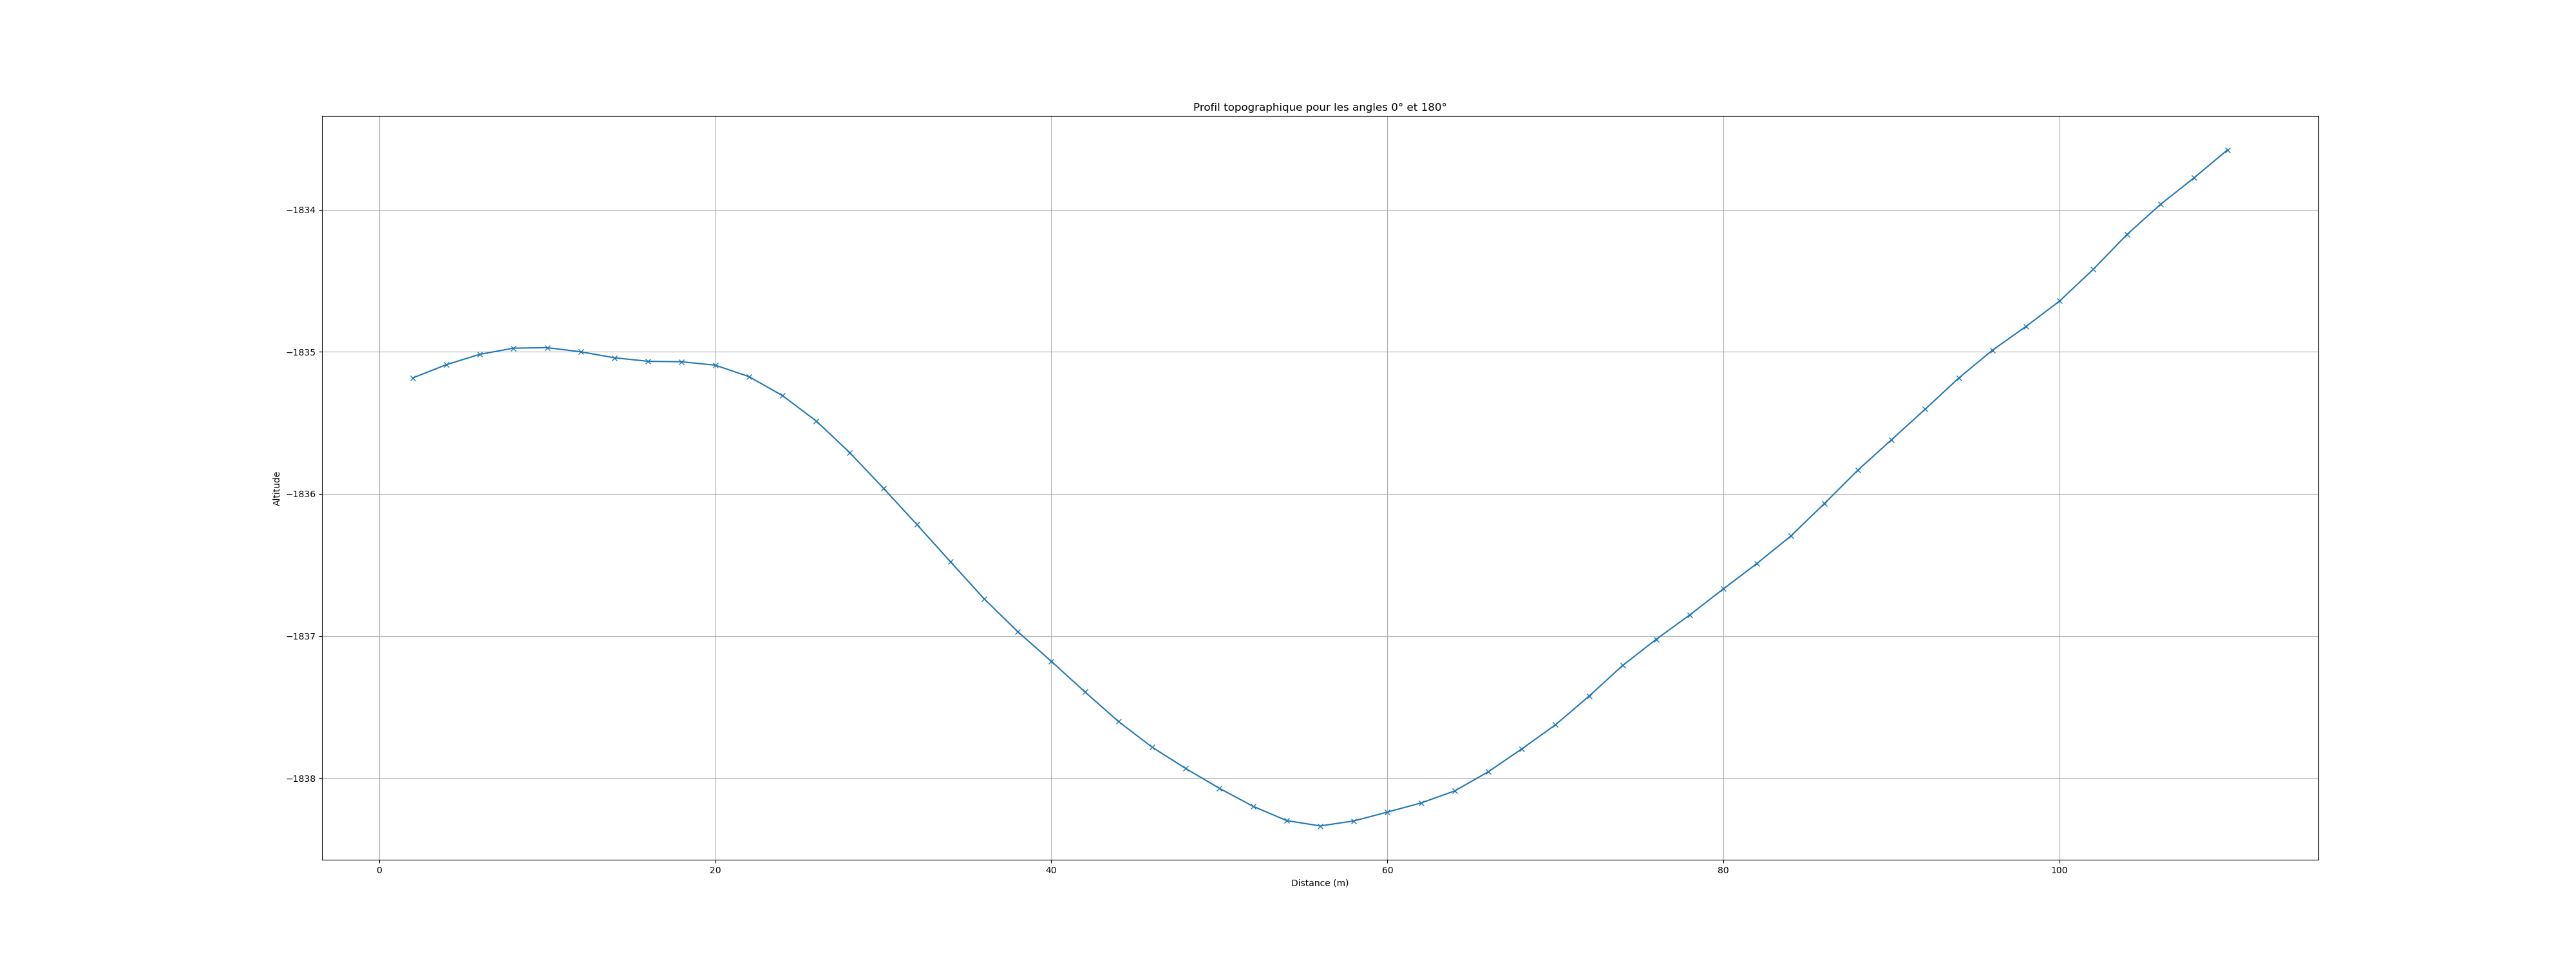 Profil topographique pour les angles 0° et 180°
−1834
−1835
Altitude
−1836
−1837
−1838
0 20 40 60 80 100
Distance (m)